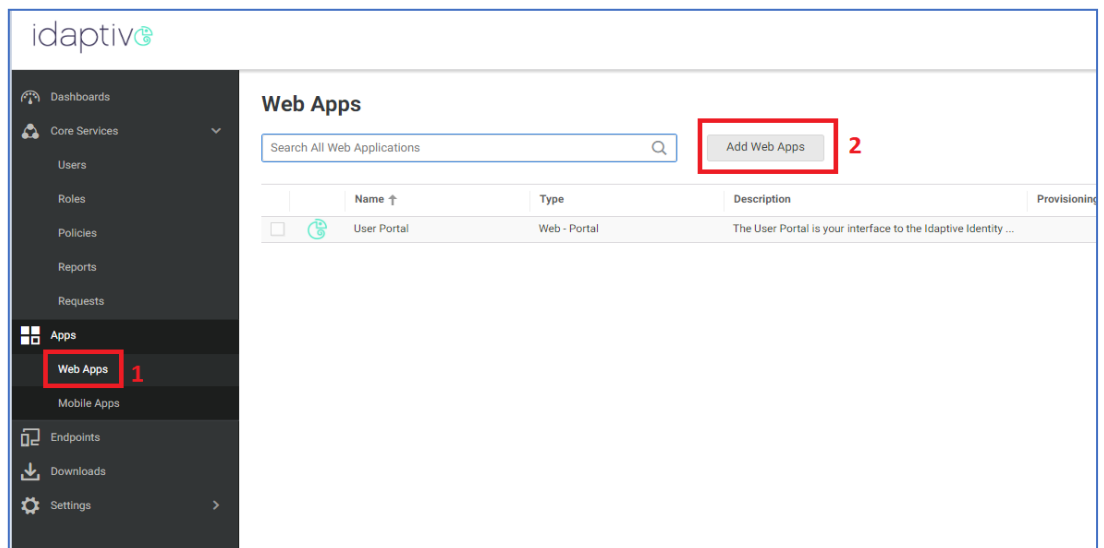 idaptive
Dashboards
Core Services
Users
Roles
Policies
Reports
Requests
Apps
Web Apps
1
Mobile Apps
Endpoints
Downloads
Settings
Web Apps
Search All Web Applications
Add Web Apps
2
Name ↑ Type Description Provisioning
User Portal Web - Portal The User Portal is your interface to the Idaptive Identity ...